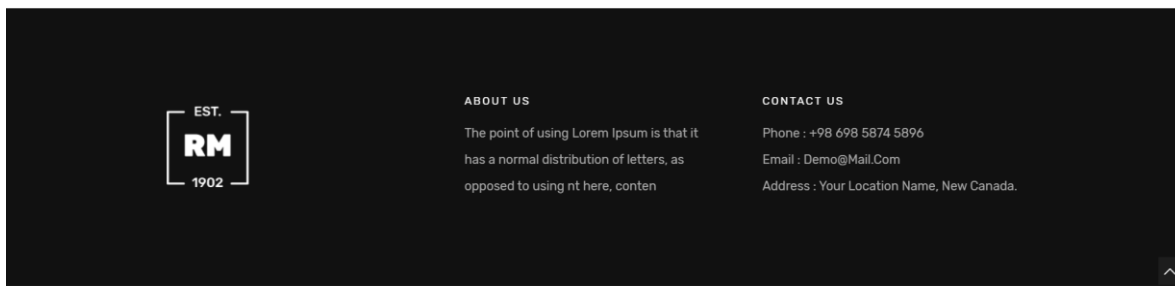 EST.
RM
1902
ABOUT US
The point of using Lorem Ipsum is that it
has a normal distribution of letters, as
opposed to using nt here, conten
CONTACT US
Phone : +98 698 5874 5896
Email : Demo@Mail.Com
Address : Your Location Name, New Canada.